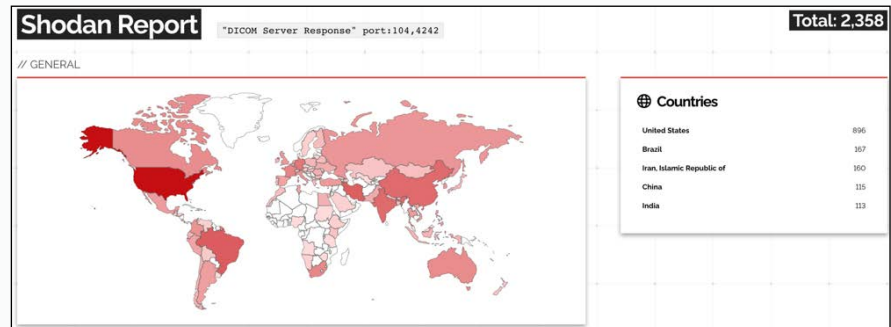 Shodan Report
"DICOM Server Response" port:104,4242
Total: 2,358
// GENERAL
Countries
United States 896
Brazil 167
Iran, Islamic Republic of 160
China 115
India 113